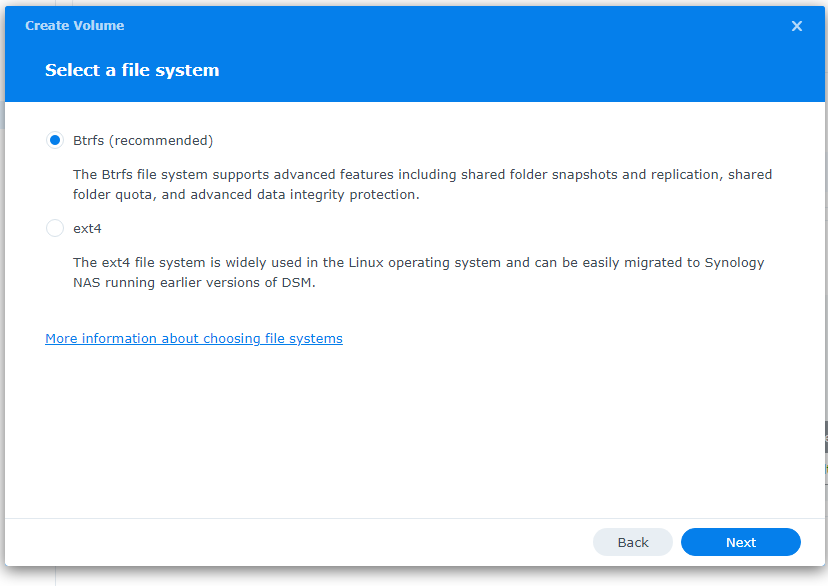 Create Volume
Select a file system
Btrfs (recommended)
The Btrfs file system supports advanced features including shared folder snapshots and replication, shared
folder quota, and advanced data integrity protection.
ext4
The ext4 file system is widely used in the Linux operating system and can be easily migrated to Synology
NAS running earlier versions of DSM.
More information about choosing file systems
Back
Next